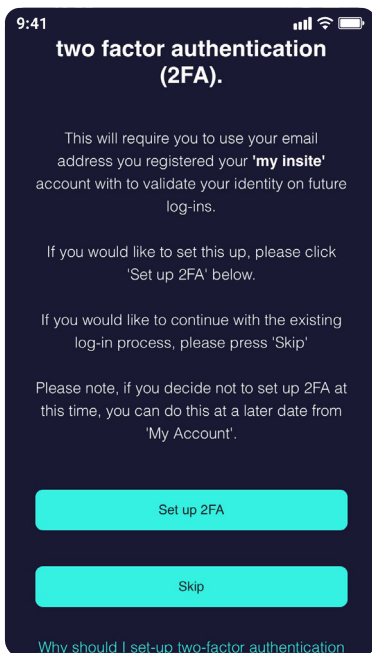 9:41
two factor authentication
(2FA).
This will require you to use your email
address you registered your 'my insite'
account with to validate your identity on future
log-ins.
If you would like to set this up, please click
'Set up 2FA' below.
If you would like to continue with the existing
log-in process, please press 'Skip'
Please note, if you decide not to set up 2FA at
this time, you can do this at a later date from
'My Account'.
Set up 2FA
Skip
Why should I set-up two-factor authentication